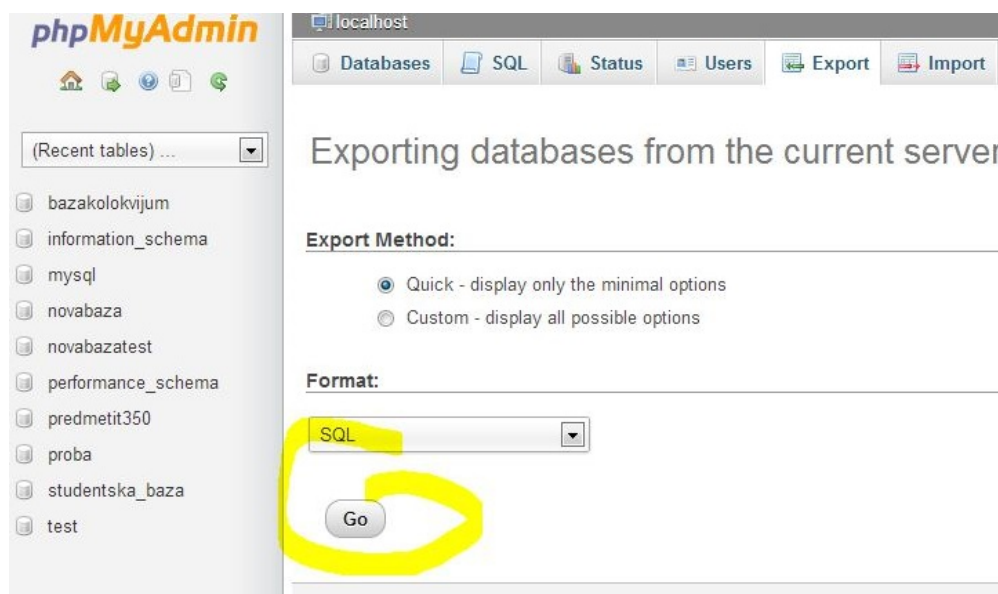 phpMyAdmin
(Recent tables) ...
bazakolokvijum
information_schema
mysql
novabaza
novabazatest
performance_schema
predmetit350
proba
studentska_baza
test
localhost
Databases SQL Status Users Export Import
Exporting databases from the current server
Export Method:
Quick - display only the minimal options
Custom - display all possible options
Format:
SQL
Go